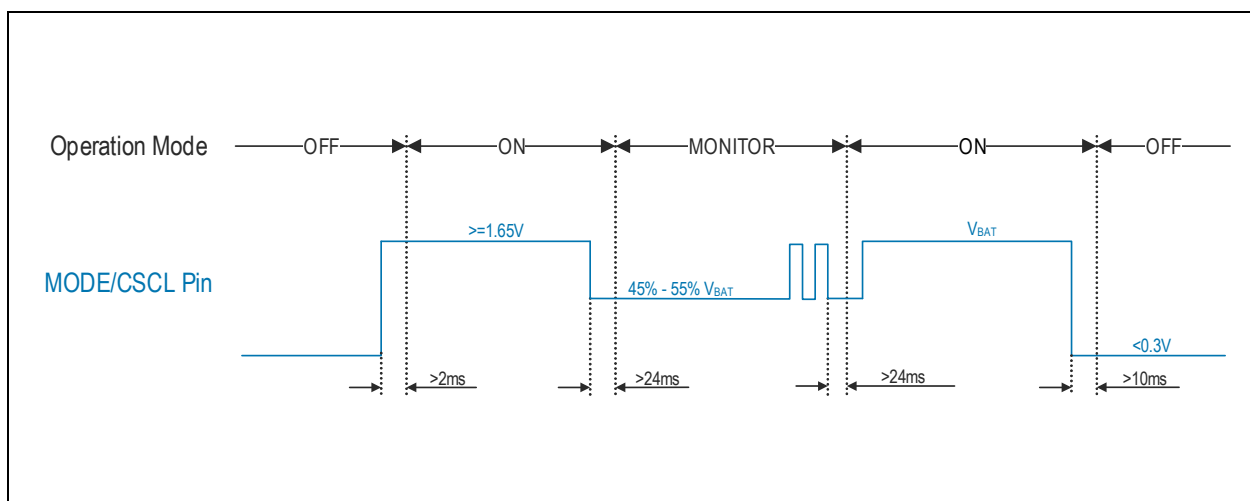 Operation Mode OFF ON MONITOR ON OFF
>=1.65V VBAT
MODE/CSCL Pin 45% - 55% VBAT
<0.3V
>2ms >24ms >24ms >10ms